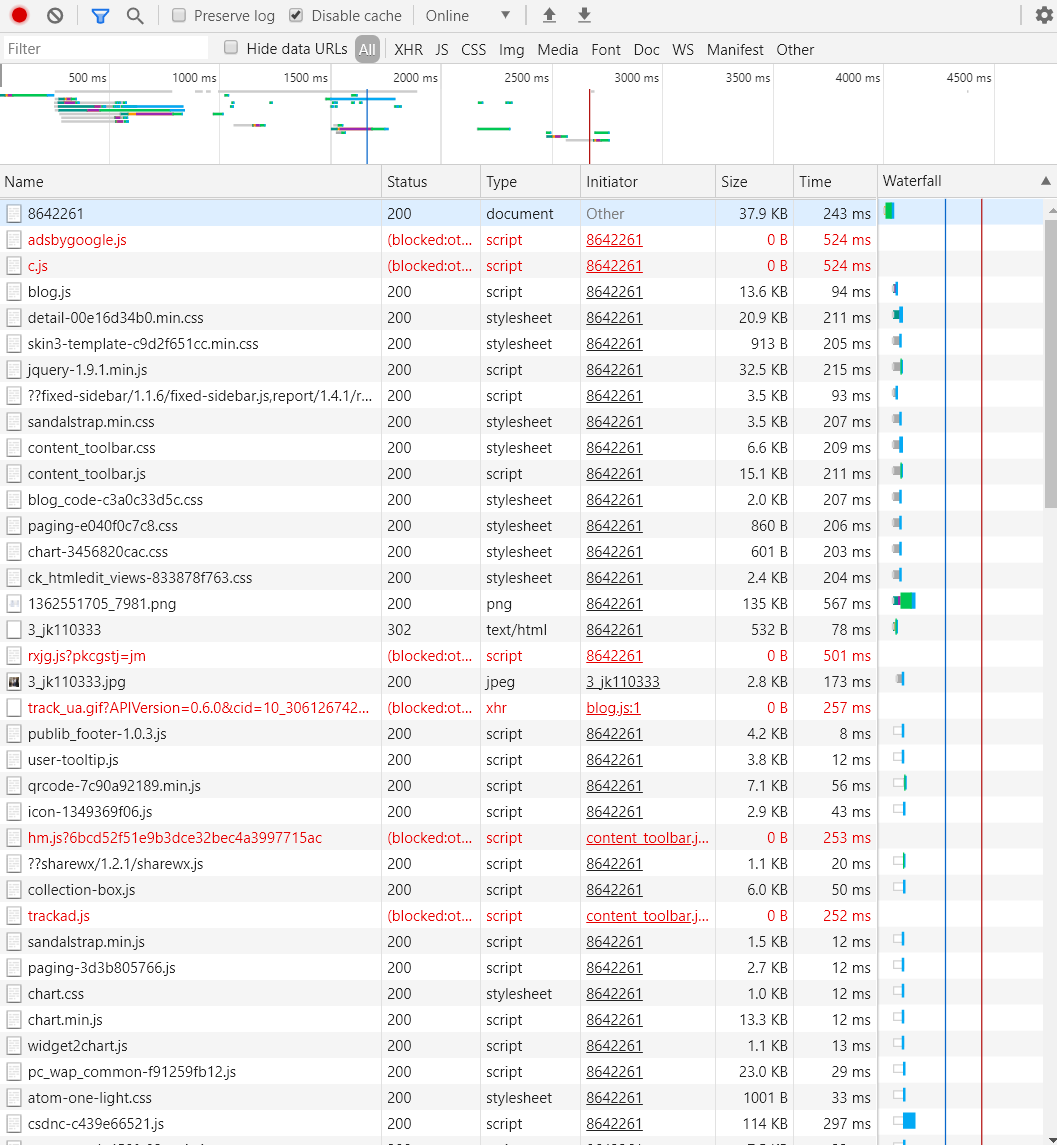 Preserve log Disable cache Online
Filter Hide data URLs All XHR JS CSS Img Media Font Doc WS Manifest Other
500 ms 1000 ms 1500 ms 2000 ms 2500 ms 3000 ms 3500 ms 4000 ms 4500 ms
Name Status Type Initiator Size Time Waterfall
8642261 200 document Other 37.9 KB 243 ms
adsbygoogle.js (blocked:ot... script 8642261 0 B 524 ms
c.js (blocked:ot... script 8642261 0 B 524 ms
blog.js 200 script 8642261 13.6 KB 94 ms
detail-00e16d34b0.min.css 200 stylesheet 8642261 20.9 KB 211 ms
skin3-template-c9d2f651cc.min.css 200 stylesheet 8642261 913 B 205 ms
jquery-1.9.1.min.js 200 script 8642261 32.5 KB 215 ms
??fixed-sidebar/1.1.6/fixed-sidebar.js,report/1.4.1/r... 200 script 8642261 3.5 KB 93 ms
sandalstrap.min.css 200 stylesheet 8642261 3.5 KB 207 ms
content_toolbar.css 200 stylesheet 8642261 6.6 KB 209 ms
content_toolbar.js 200 script 8642261 15.1 KB 211 ms
blog_code-c3a0c33d5c.css 200 stylesheet 8642261 2.0 KB 207 ms
paging-e040f0c7c8.css 200 stylesheet 8642261 860 B 206 ms
chart-3456820cac.css 200 stylesheet 8642261 601 B 203 ms
ck_htmledit_views-833878f763.css 200 stylesheet 8642261 2.4 KB 204 ms
1362551705_7981.png 200 png 8642261 135 KB 567 ms
3_jk110333 302 text/html 8642261 532 B 78 ms
rxjg.js?pkcgstj=jm (blocked:ot... script 8642261 0 B 501 ms
3_jk110333.jpg 200 jpeg 3_jk110333 2.8 KB 173 ms
track_ua.gif?APIVersion=0.6.0&cid=10_306126742... (blocked:ot... xhr blog.js:1 0 B 257 ms
publib_footer-1.0.3.js 200 script 8642261 4.2 KB 8 ms
user-tooltip.js 200 script 8642261 3.8 KB 12 ms
qrcode-7c90a92189.min.js 200 script 8642261 7.1 KB 56 ms
icon-1349369f06.js 200 script 8642261 2.9 KB 43 ms
hm.js?6bcd52f51e9b3dce32bec4a3997715ac (blocked:ot... script content_toolbar.j... 0 B 253 ms
??sharewx/1.2.1/sharewx.js 200 script 8642261 1.1 KB 20 ms
collection-box.js 200 script 8642261 6.0 KB 50 ms
trackad.js (blocked:ot... script content_toolbar.j... 0 B 252 ms
sandalstrap.min.js 200 script 8642261 1.5 KB 12 ms
paging-3d3b805766.js 200 script 8642261 2.7 KB 12 ms
chart.css 200 stylesheet 8642261 1.0 KB 12 ms
chart.min.js 200 script 8642261 13.3 KB 12 ms
widget2chart.js 200 script 8642261 1.1 KB 13 ms
pc_wap_common-f91259fb12.js 200 script 8642261 23.0 KB 29 ms
atom-one-light.css 200 stylesheet 8642261 1001 B 33 ms
csdnc-c439e66521.js 200 script 8642261 114 KB 297 ms